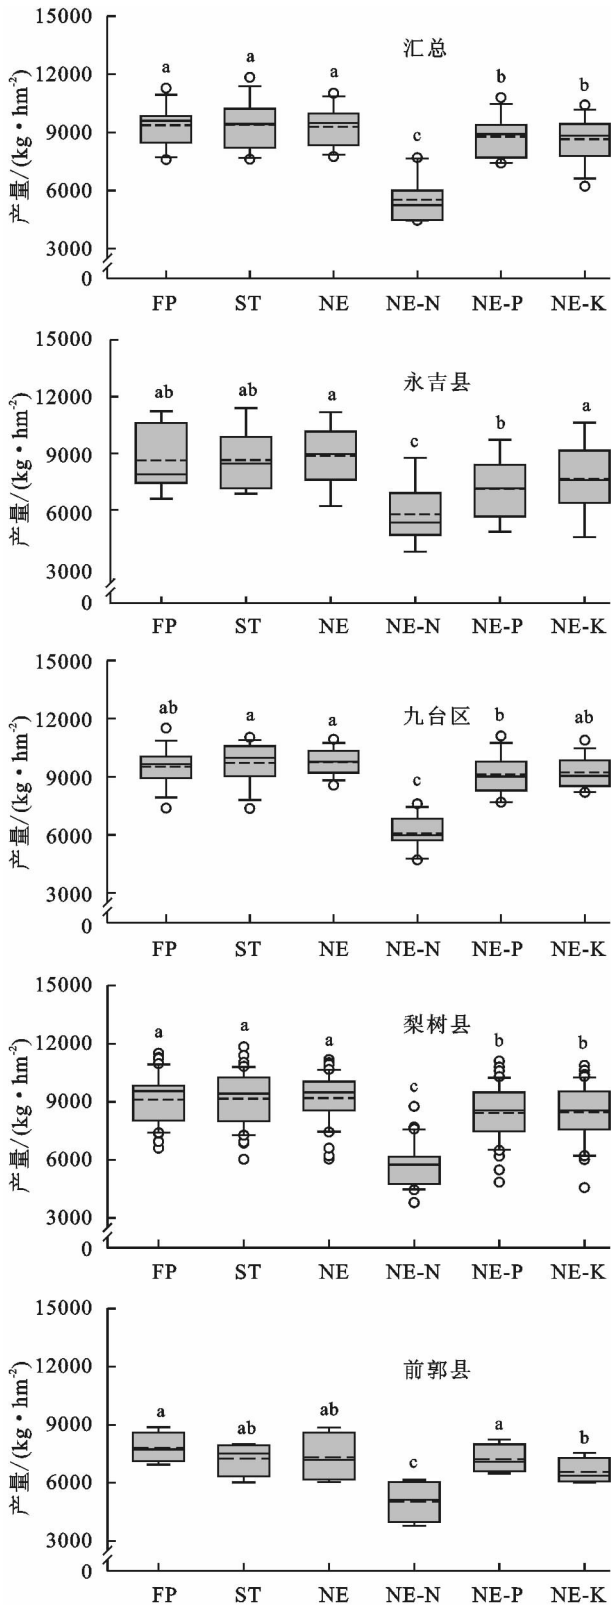 汇总
产量/(kg·hm⁻²)
15000
12000
9000
6000
3000
0
a a a c b b
FP ST NE NE-N NE-P NE-K
永吉县
产量/(kg·hm⁻²)
15000
12000
9000
6000
3000
0
ab ab a c b a
FP ST NE NE-N NE-P NE-K
九台区
产量/(kg·hm⁻²)
15000
12000
9000
6000
3000
0
ab a a c b ab
FP ST NE NE-N NE-P NE-K
梨树县
产量/(kg·hm⁻²)
15000
12000
9000
6000
3000
0
a a a c b b
FP ST NE NE-N NE-P NE-K
前郭县
产量/(kg·hm⁻²)
15000
12000
9000
6000
3000
0
a ab ab c a b
FP ST NE NE-N NE-P NE-K